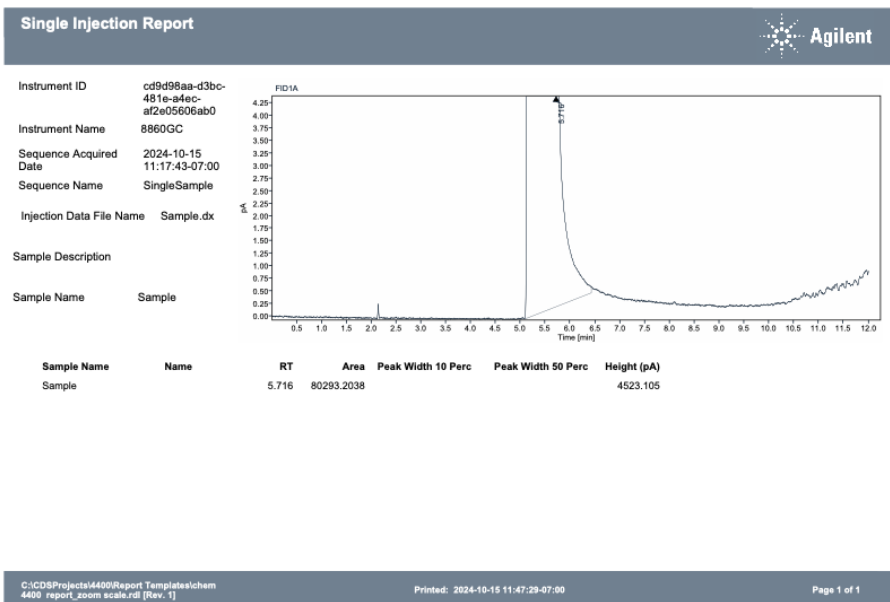 Single Injection Report
Agilent
Instrument ID cd9d98aa-d3bc-
481e-a4ec-
af2e05606ab0
Instrument Name 8860GC
Sequence Acquired 2024-10-15
Date 11:17:43-07:00
Sequence Name SingleSample
Injection Data File Name Sample.dx
Sample Description
Sample Name Sample
FID1A
5.716
4.25
4.00
3.75
3.50
3.25
3.00
2.75
2.50
2.25
2.00
1.75
1.50
1.25
1.00
0.75
0.50
0.25
0.00
pA
0.5 1.0 1.5 2.0 2.5 3.0 3.5 4.0 4.5 5.0 5.5 6.0 6.5 7.0 7.5 8.0 8.5 9.0 9.5 10.0 10.5 11.0 11.5 12.0
Time [min]
Sample Name Name RT Area Peak Width 10 Perc Peak Width 50 Perc Height (pA)
Sample 5.716 80293.2038 4523.105
C:\CDSProjects\4400\Report Templates\chem
4400 report_zoom scale.rdl [Rev. 1]
Printed: 2024-10-15 11:47:29-07:00
Page 1 of 1